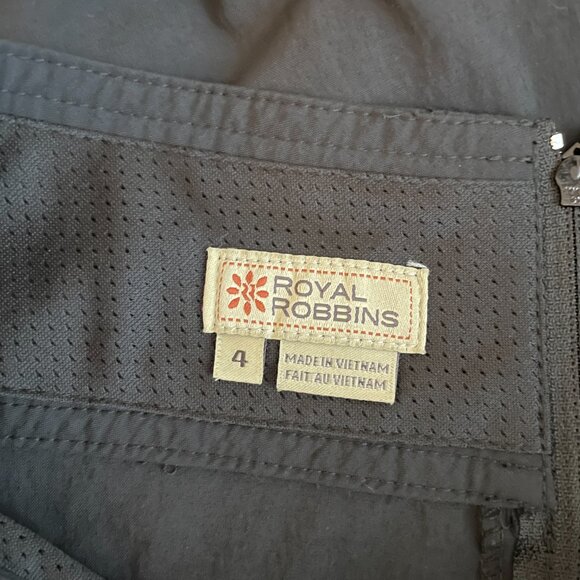 ROYAL
ROBBINS
4
MADE IN VIETNAM
FAIT AU VIETNAM